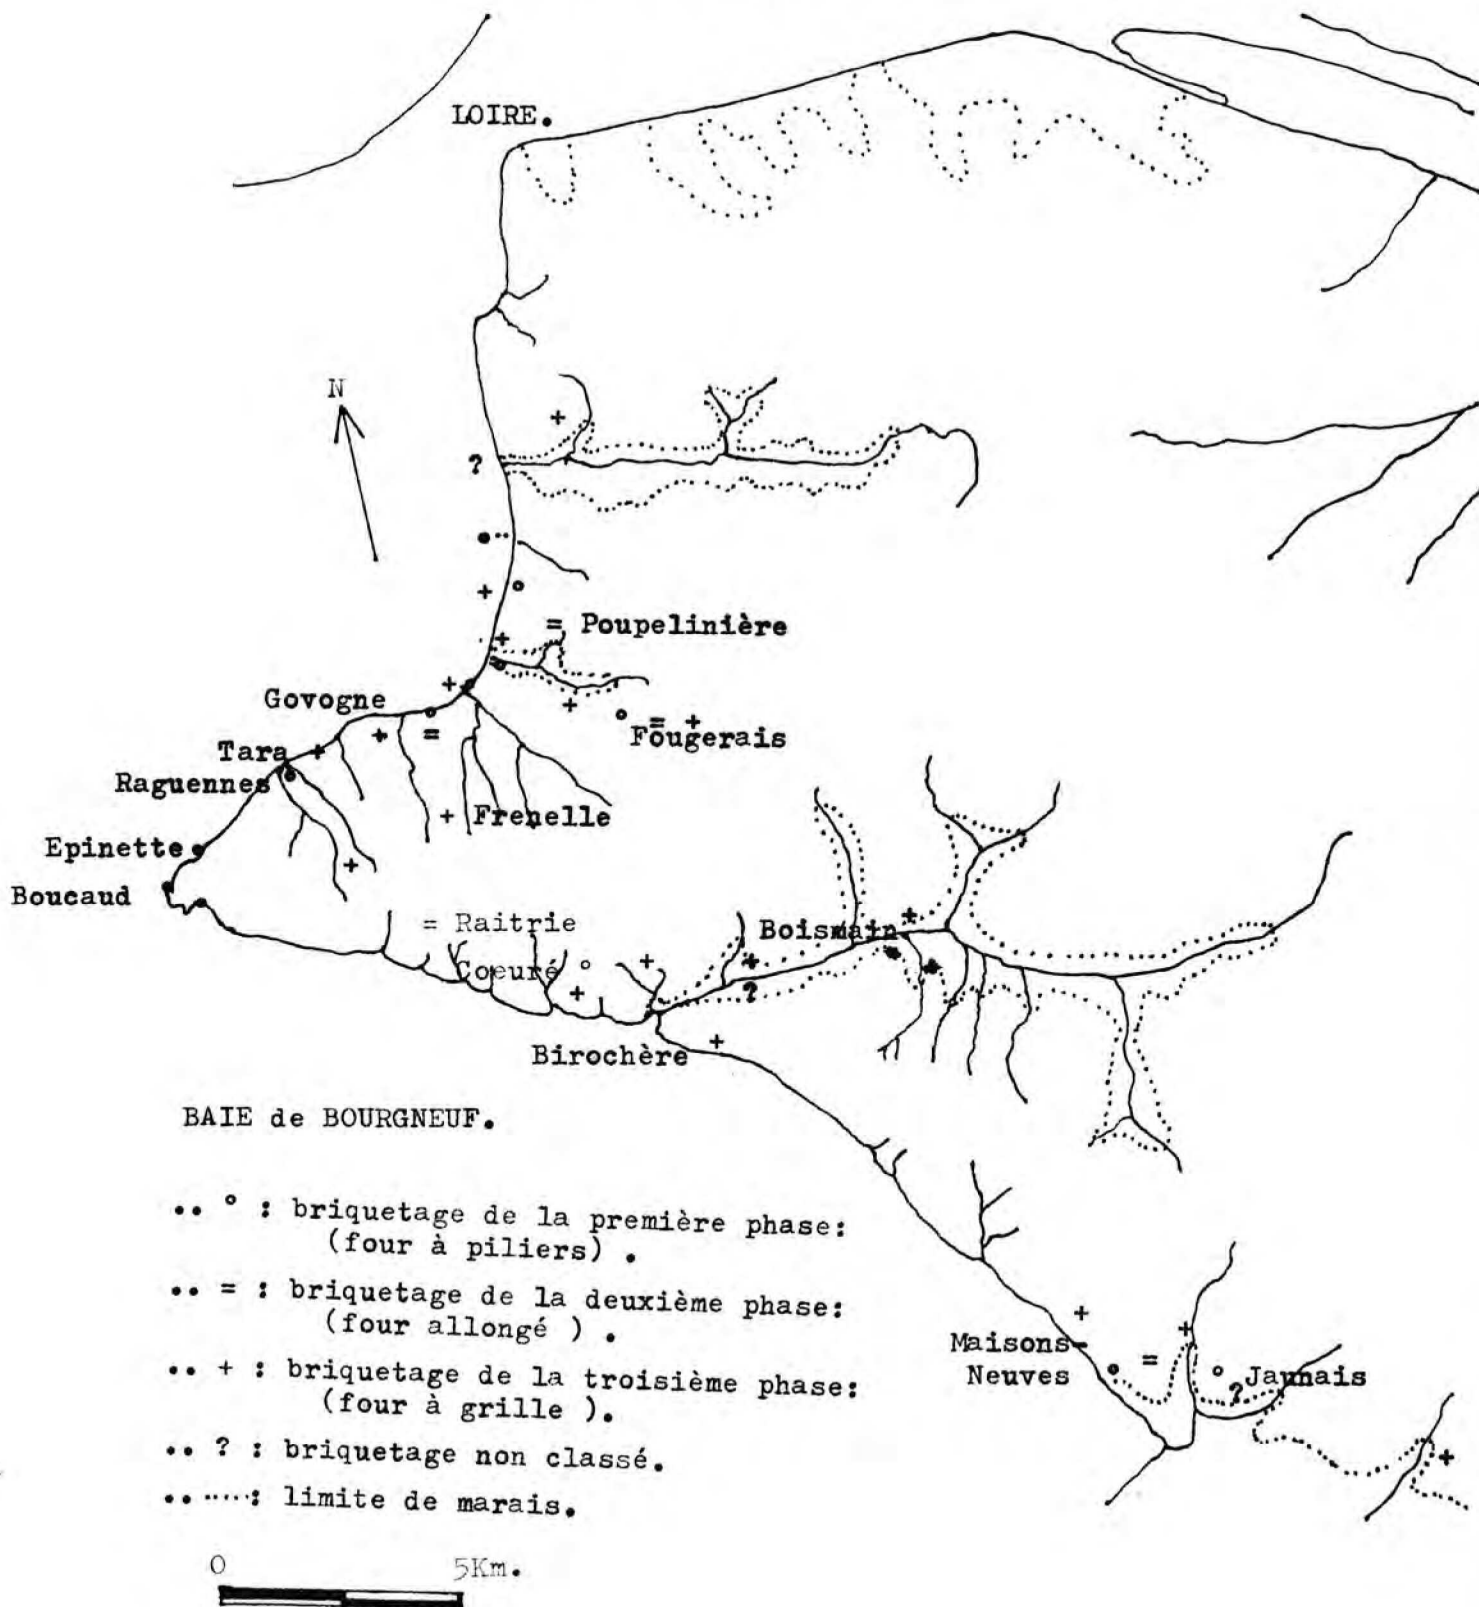 LOIRE.
N
?
= Poupelinière
Govogne
= +
Fougerais
Tara
Raguennes
+ Frenelle
Epinette
Boucaud
= Raitrie
Boismain
Coeuré °
?
Birochère
BAIE de BOURGNEUF.
•• ° : briquetage de la première phase:
(four à piliers) .
•• = : briquetage de la deuxième phase:
(four allongé ) .
•• + : briquetage de la troisième phase:
(four à grille ).
•• ? : briquetage non classé.
•• ·····: limite de marais.
Maisons-
Neuves
=
° ? Jaunais
0 5Km.